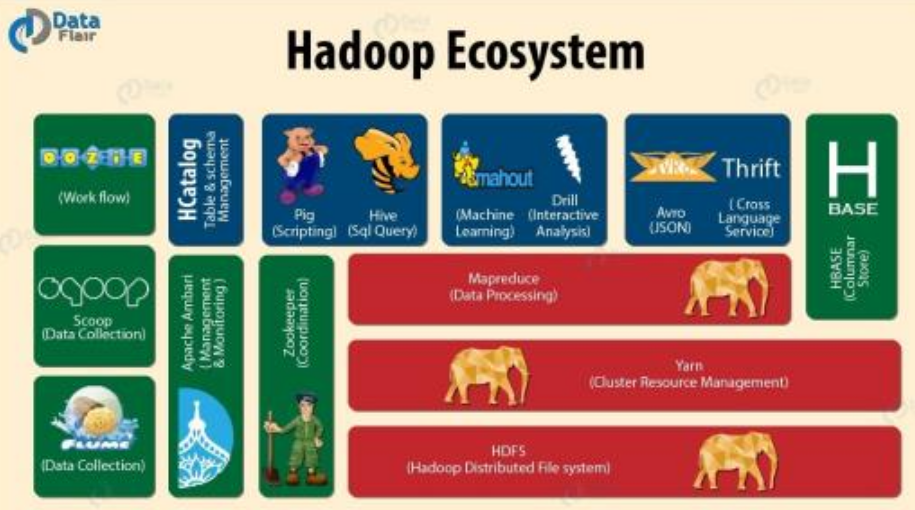 Data
Flair
Hadoop Ecosystem
OOZIE
(Work flow)
HCatalog
Table & schema
Management
Pig
(Scripting)
Hive
(Sql Query)
mahout
(Machine
Learning)
Drill
(Interactive
Analysis)
AVRO
Avro
(JSON)
Thrift
( Cross
Language
Service)
H
BASE
HBASE
(Columnar
Store)
sqoop
Scoop
(Data Collection)
Apache Ambari
( Management
& Monitoring )
Zookeeper
(Coordination)
Mapreduce
(Data Processing)
Yarn
(Cluster Resource Management)
FLUME
(Data Collection)
HDFS
(Hadoop Distributed File system)